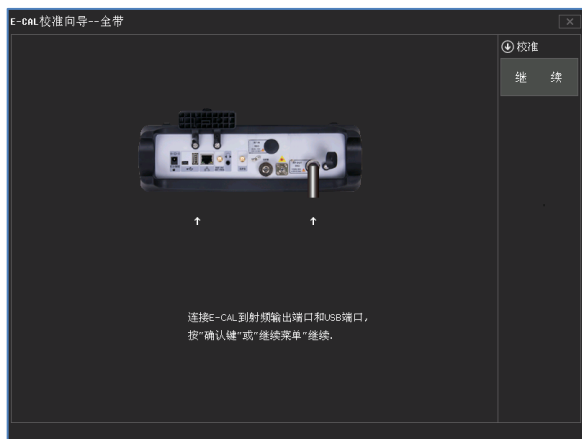 E-CAL校准向导--全带
校准
继 续
连接E-CAL到射频输出端口和USB端口,
按"确认键"或"继续菜单"继续.